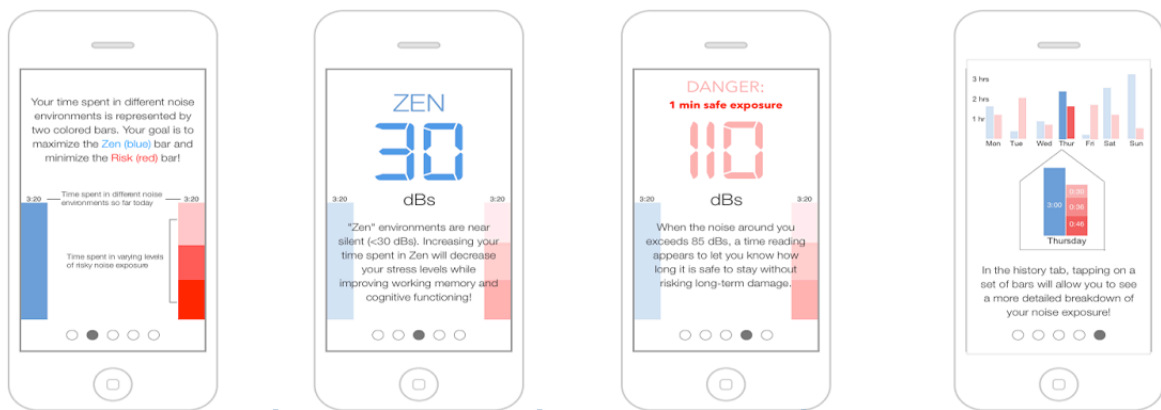 Your time spent in different noise
environments is represented by
two colored bars. Your goal is to
maximize the Zen (blue) bar and
minimize the Risk (red) bar!
3:20
Time spent in different noise
environments so far today
3:20
Time spent in varying levels
of risky noise exposure
ZEN
30
dBs
3:20
3:20
"Zen" environments are near
silent (<30 dBs). Increasing your
time spent in Zen will decrease
your stress levels while
improving working memory and
cognitive functioning!
DANGER:
1 min safe exposure
110
dBs
3:20
3:20
When the noise around you
exceeds 85 dBs, a time reading
appears to let you know how
long it is safe to stay without
risking long-term damage.
3 hrs
2 hrs
1 hr
Mon Tue Wed Thur Fri Sat Sun
3:00
0:39
0:36
0:46
Thursday
In the history tab, tapping on a
set of bars will allow you to see
a more detailed breakdown of
your noise exposure!